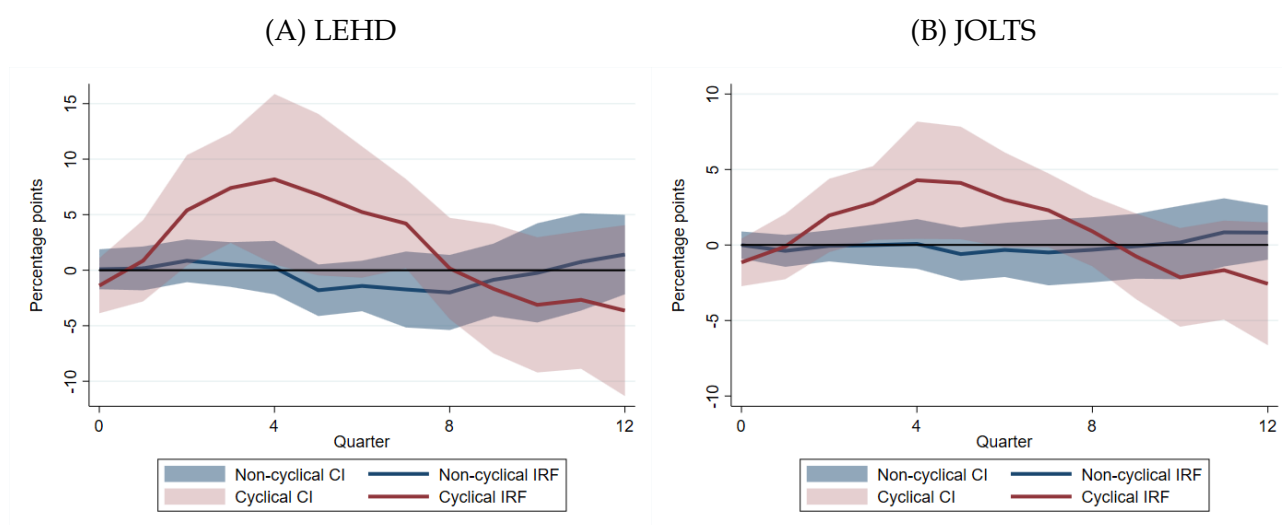 (A) LEHD
Percentage points
15
10
5
0
-5
-10
0
4
8
12
Quarter
Non-cyclical CI
Non-cyclical IRF
Cyclical CI
Cyclical IRF
(B) JOLTS
Percentage points
10
5
0
-5
-10
0
4
8
12
Quarter
Non-cyclical CI
Non-cyclical IRF
Cyclical CI
Cyclical IRF